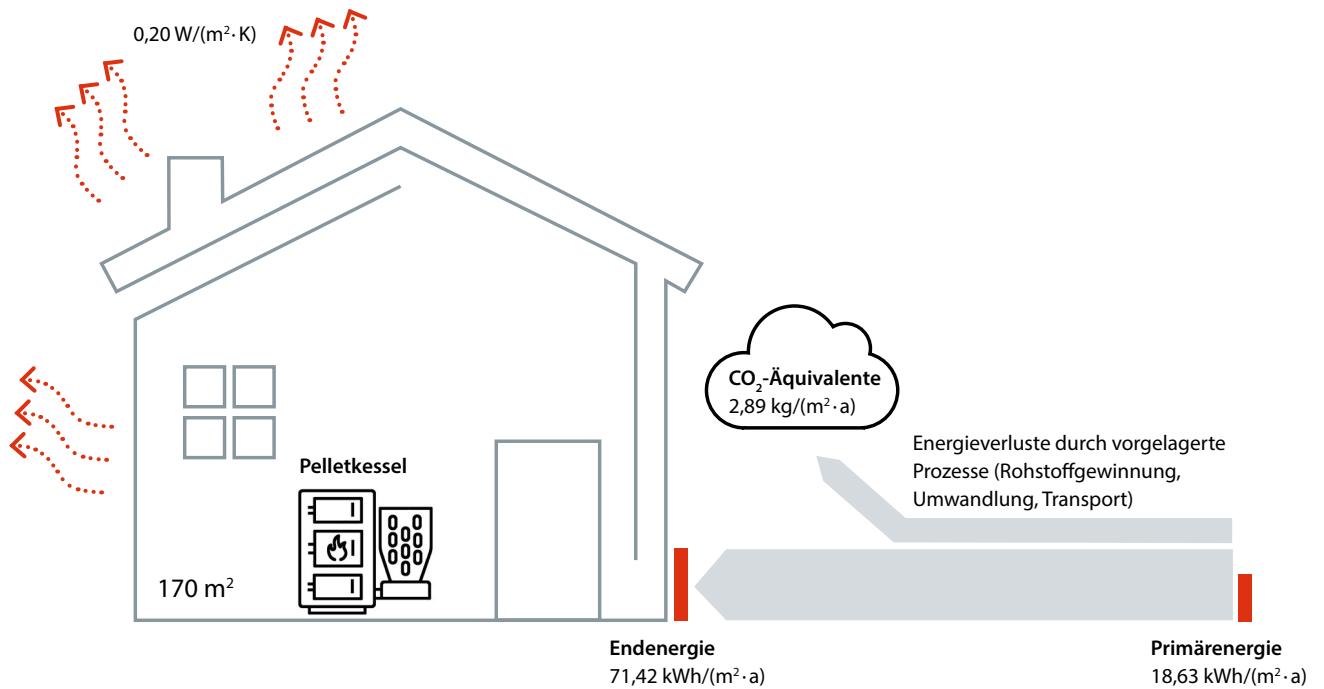 0,20 W/(m²·K)
CO₂-Äquivalente
2,89 kg/(m²·a)
Energieverluste durch vorgelagerte
Prozesse (Rohstoffgewinnung,
Umwandlung, Transport)
Pelletkessel
170 m²
Endenergie
71,42 kWh/(m²·a)
Primärenergie
18,63 kWh/(m²·a)